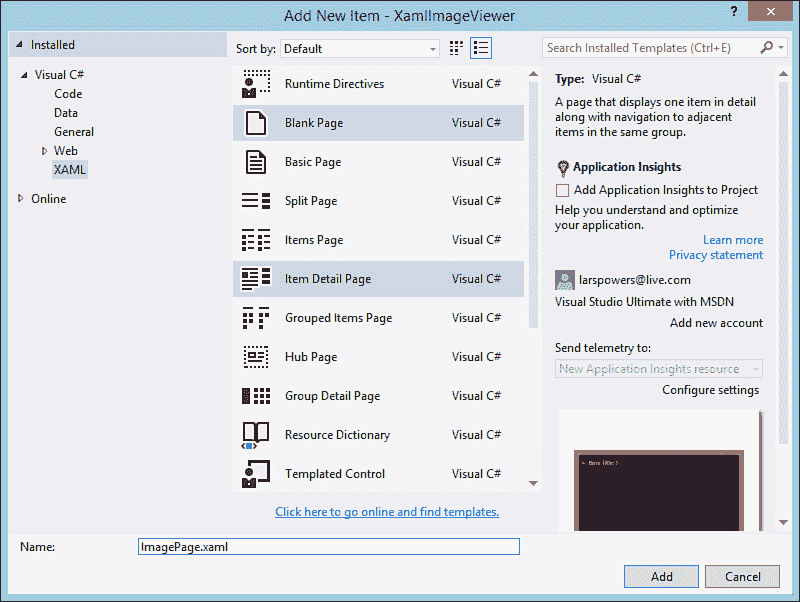 Add New Item - XamlImageViewer
? ×
Installed
Visual C#
Code
Data
General
Web
XAML
Online
Sort by: Default
Search Installed Templates (Ctrl+E)
Runtime Directives Visual C#
Blank Page Visual C#
Basic Page Visual C#
Split Page Visual C#
Items Page Visual C#
Item Detail Page Visual C#
Grouped Items Page Visual C#
Hub Page Visual C#
Group Detail Page Visual C#
Resource Dictionary Visual C#
Templated Control Visual C#
Click here to go online and find templates.
Type: Visual C#
A page that displays one item in detail
along with navigation to adjacent
items in the same group.
Application Insights
Add Application Insights to Project
Help you understand and optimize
your application.
Learn more
Privacy statement
larspowers@live.com
Visual Studio Ultimate with MSDN
Add new account
Send telemetry to:
New Application Insights resource
Configure settings
Name: ImagePage.xaml
Add Cancel